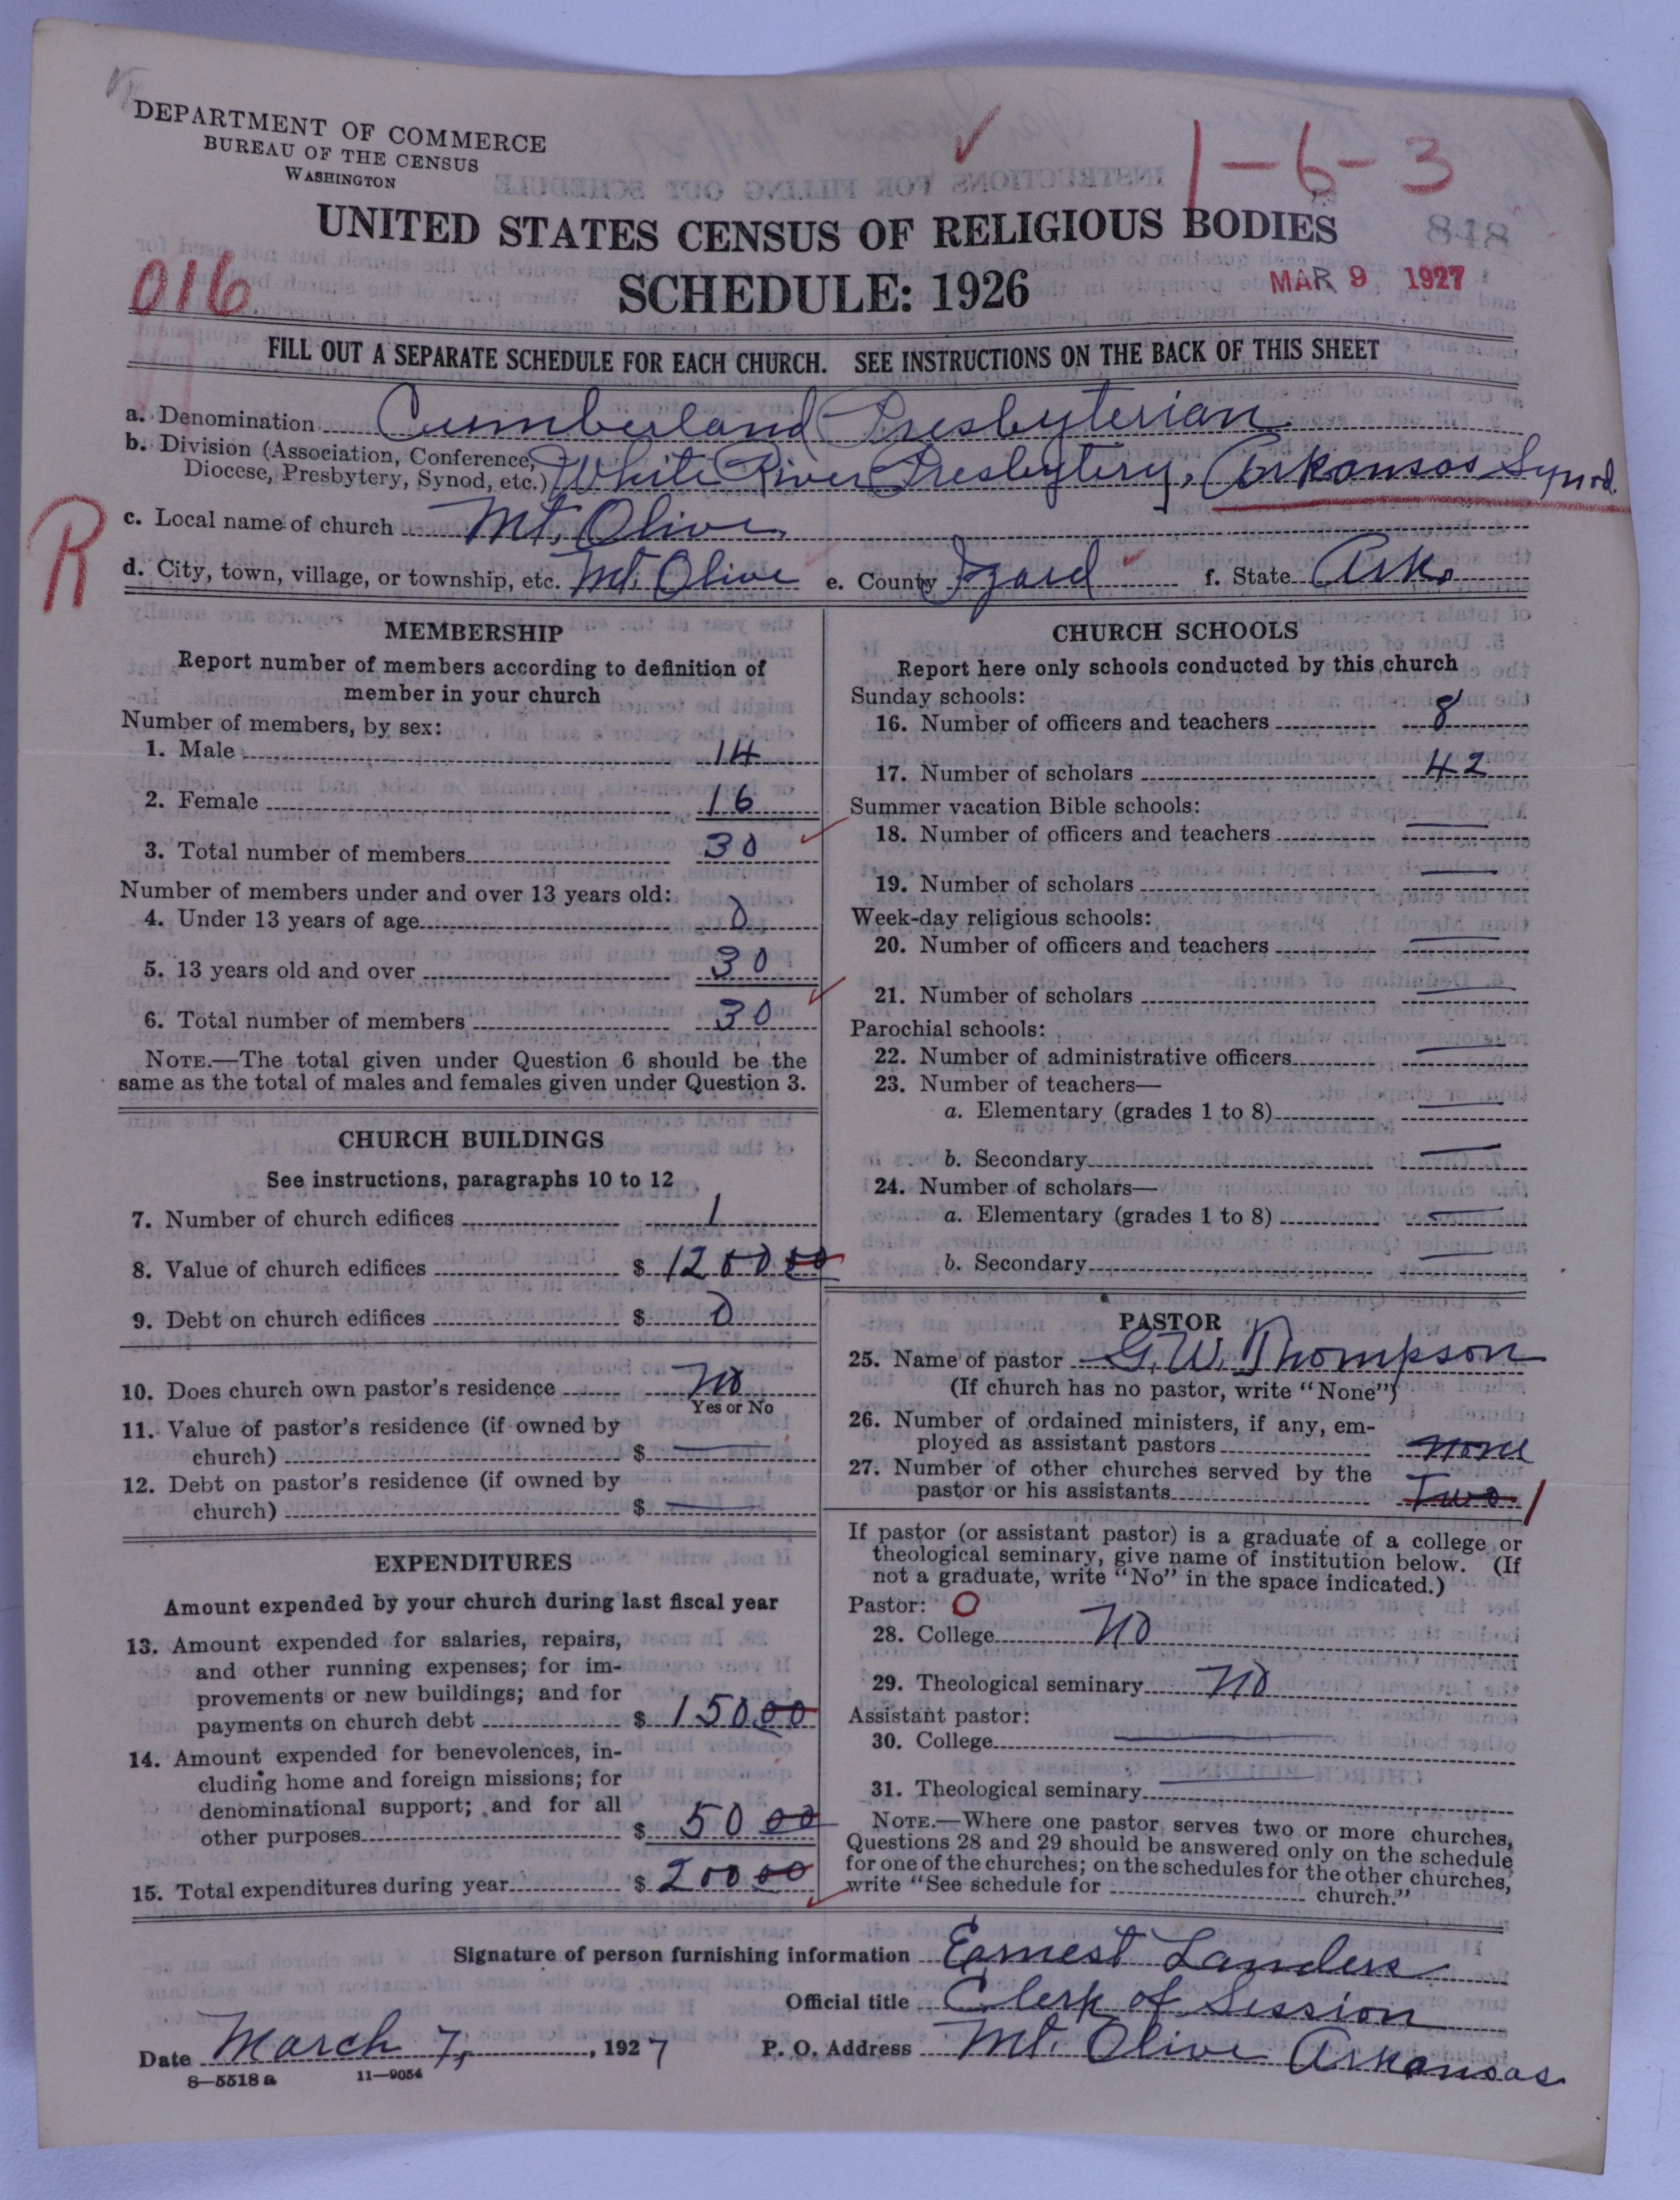 DEPARTMENT OF COMMERCE
BUREAU OF THE CENSUS
WASHINGTON
1-6-3
UNITED STATES CENSUS OF RELIGIOUS BODIES
848
016
SCHEDULE: 1926
MAR 9 1927
FILL OUT A SEPARATE SCHEDULE FOR EACH CHURCH. SEE INSTRUCTIONS ON THE BACK OF THIS SHEET
a. Denomination Cumberland Presbyterian
b. Division (Association, Conference,
Diocese, Presbytery, Synod, etc.) White River Presbytery, Arkansas Synod.
R
c. Local name of church Mt. Olive
d. City, town, village, or township, etc. Mt. Olive e. County Izard f. State Ark.
MEMBERSHIP
Report number of members according to definition of
member in your church
Number of members, by sex:
1. Male 14
2. Female 16
3. Total number of members 30
Number of members under and over 13 years old:
4. Under 13 years of age 0
5. 13 years old and over 30
6. Total number of members 30
NOTE.—The total given under Question 6 should be the
same as the total of males and females given under Question 3.
CHURCH BUILDINGS
See instructions, paragraphs 10 to 12
7. Number of church edifices 1
8. Value of church edifices $ 1200 00
9. Debt on church edifices $ 0
10. Does church own pastor's residence No
Yes or No
11. Value of pastor's residence (if owned by
church) $ —
12. Debt on pastor's residence (if owned by
church) $ —
EXPENDITURES
Amount expended by your church during last fiscal year
13. Amount expended for salaries, repairs,
and other running expenses; for im-
provements or new buildings; and for
payments on church debt $ 150.00
14. Amount expended for benevolences, in-
cluding home and foreign missions; for
denominational support; and for all
other purposes $ 50 00
15. Total expenditures during year $ 200 00
CHURCH SCHOOLS
Report here only schools conducted by this church
Sunday schools:
16. Number of officers and teachers 8
17. Number of scholars 42
Summer vacation Bible schools:
18. Number of officers and teachers —
19. Number of scholars —
Week-day religious schools:
20. Number of officers and teachers —
21. Number of scholars —
Parochial schools:
22. Number of administrative officers —
23. Number of teachers—
a. Elementary (grades 1 to 8) —
b. Secondary —
24. Number of scholars—
a. Elementary (grades 1 to 8) —
b. Secondary —
PASTOR
25. Name of pastor G. W. Thompson
(If church has no pastor, write "None")
26. Number of ordained ministers, if any, em-
ployed as assistant pastors none
27. Number of other churches served by the
pastor or his assistants Two 1
If pastor (or assistant pastor) is a graduate of a college or
theological seminary, give name of institution below. (If
not a graduate, write "No" in the space indicated.)
Pastor: O
28. College No
29. Theological seminary No
Assistant pastor:
30. College —
31. Theological seminary —
NOTE.—Where one pastor serves two or more churches,
Questions 28 and 29 should be answered only on the schedule
for one of the churches; on the schedules for the other churches,
write "See schedule for church."
Signature of person furnishing information Earnest Landers
Official title Clerk of Session
Date March 7, 1927 P. O. Address Mt. Olive Arkansas
8—5518 a 11—9054